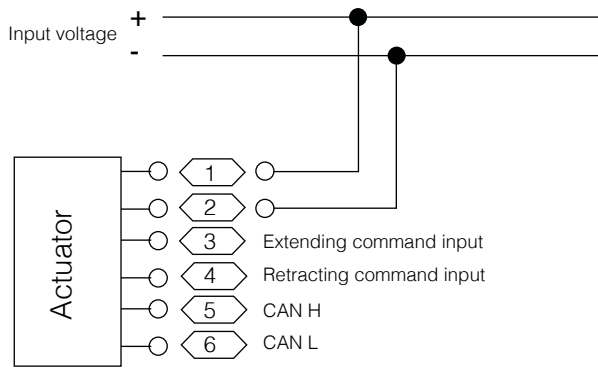 Input voltage +
-
Actuator
1
2
3 Extending command input
4 Retracting command input
5 CAN H
6 CAN L